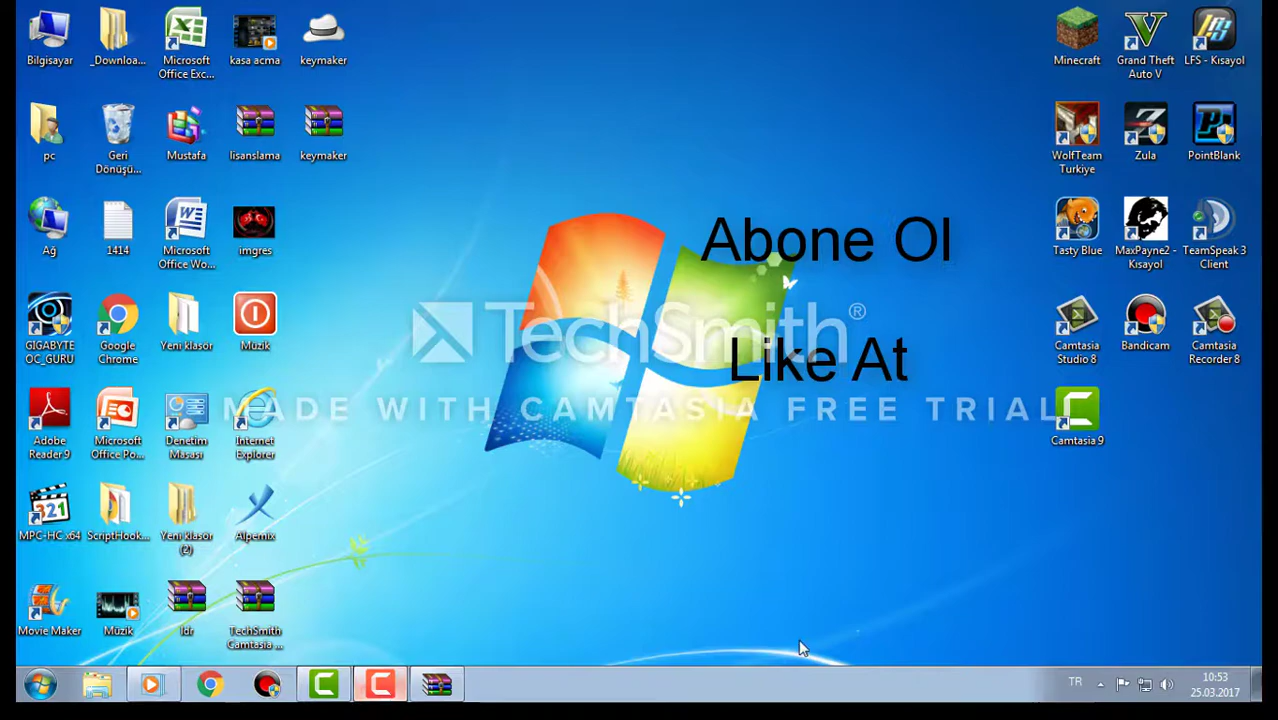 Bilgisayar
_Downloa...
Microsoft
Office Exc...
kasa acma
keymaker
Minecraft
Grand Theft
Auto V
LFS - Kısayol
pc
Geri
Dönüşü...
Mustafa
lisanslama
keymaker
WolfTeam
Turkiye
Zula
PointBlank
Ağ
1414
Microsoft
Office Wo...
imgres
Abone Ol
Tasty Blue
MaxPayne2 -
Kısayol
TeamSpeak 3
Client
GIGABYTE
OC_GURU
Google
Chrome
Yeni klasör
Müzik
TechSmith®
Like At
Camtasia
Studio 8
Bandicam
Camtasia
Recorder 8
MADE WITH CAMTASIA FREE TRIAL
Adobe
Reader 9
Microsoft
Office Po...
Denetim
Masası
Internet
Explorer
Camtasia 9
MPC-HC x64
ScriptHook...
Yeni klasör
(2)
Alpemix
Movie Maker
Müzik
ldr
TechSmith
Camtasia ...
TR
10:53
25.03.2017